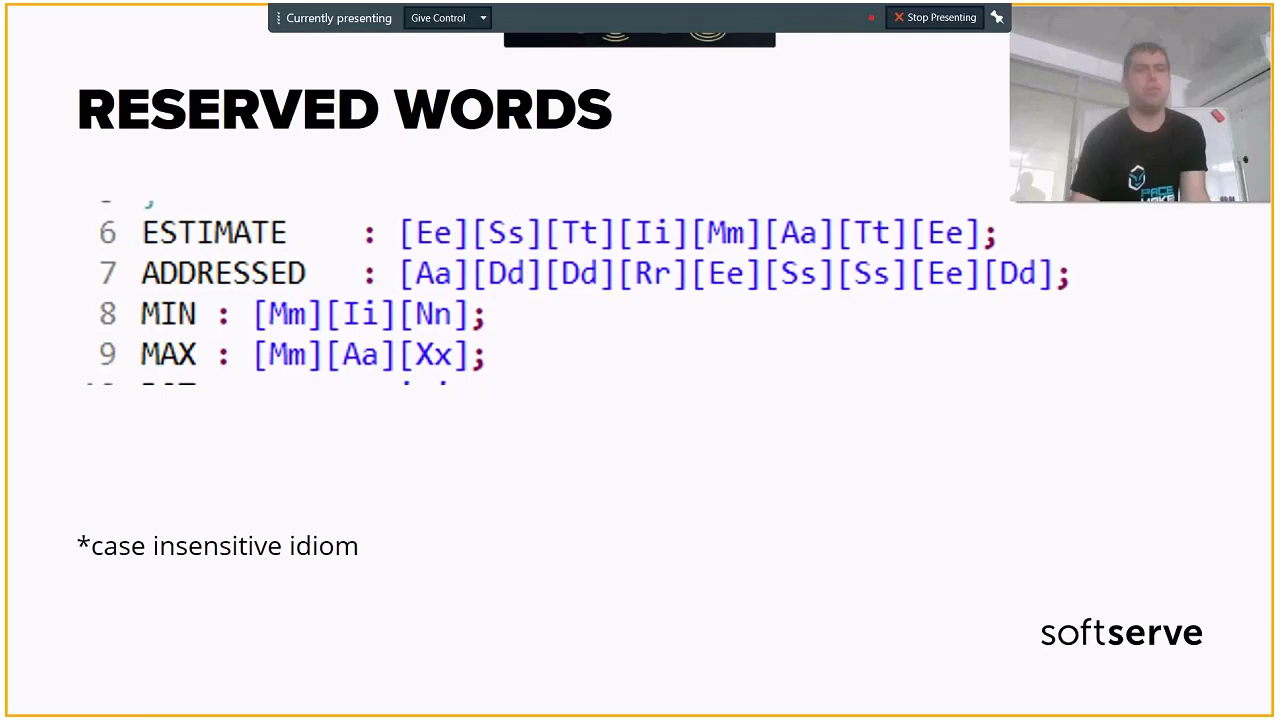 Currently presenting
Give Control
Stop Presenting
RESERVED WORDS
6 ESTIMATE : [Ee][Ss][Tt][Ii][Mm][Aa][Tt][Ee];
7 ADDRESSED : [Aa][Dd][Dd][Rr][Ee][Ss][Ss][Ee][Dd];
8 MIN : [Mm][Ii][Nn];
9 MAX : [Mm][Aa][Xx];
*case insensitive idiom
softserve